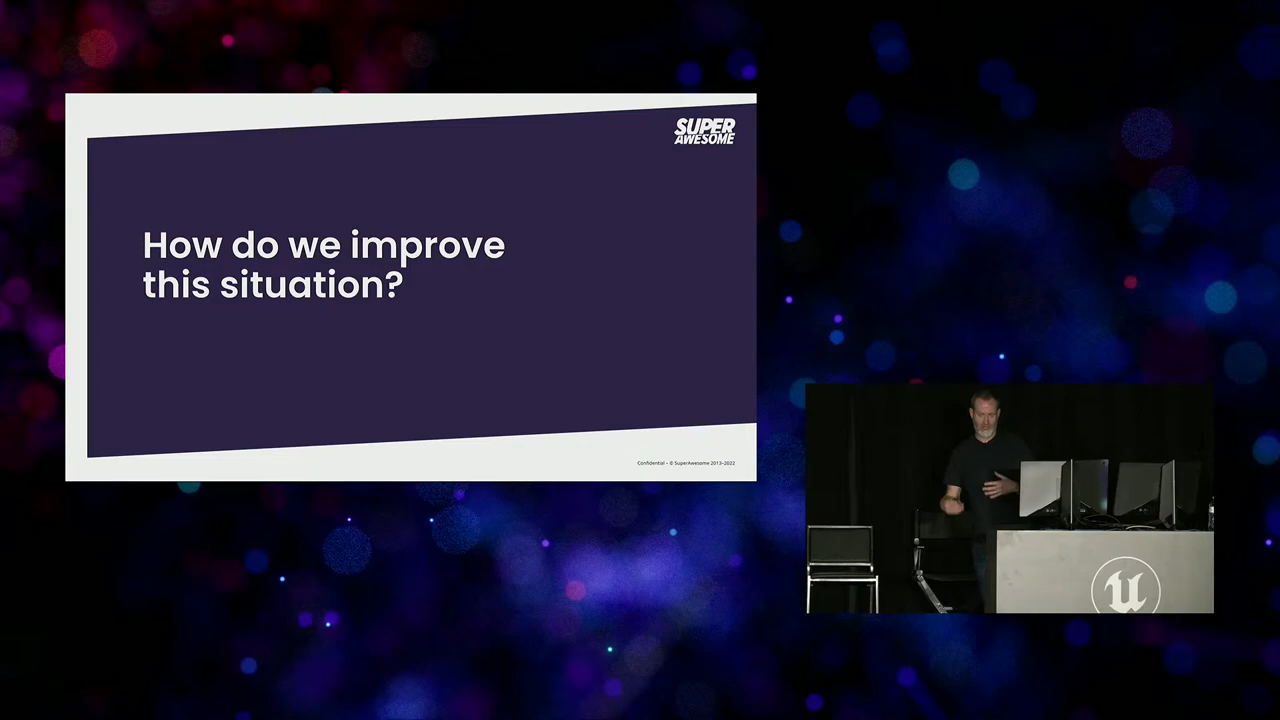 SUPER
AWESOME
How do we improve
this situation?
Confidential – © SuperAwesome 2013–2022